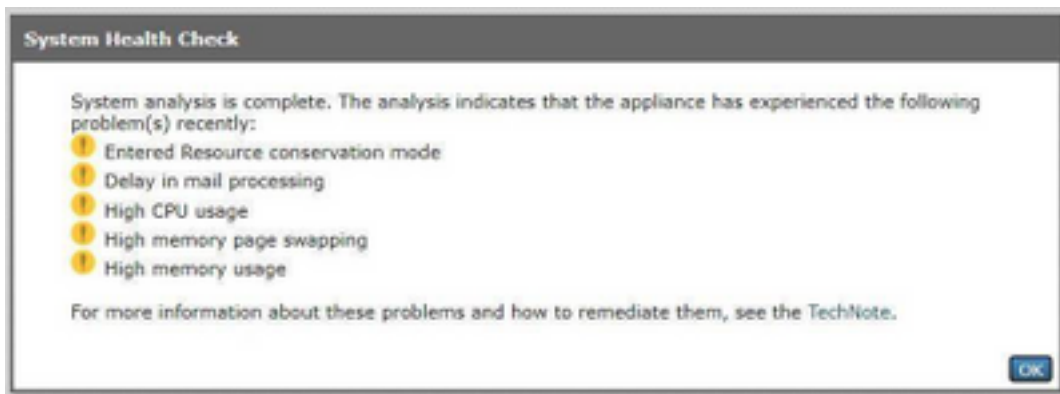 System Health Check
System analysis is complete. The analysis indicates that the appliance has experienced the following
problem(s) recently:
! Entered Resource conservation mode
! Delay in mail processing
! High CPU usage
! High memory page swapping
! High memory usage
For more information about these problems and how to remediate them, see the TechNote.
OK